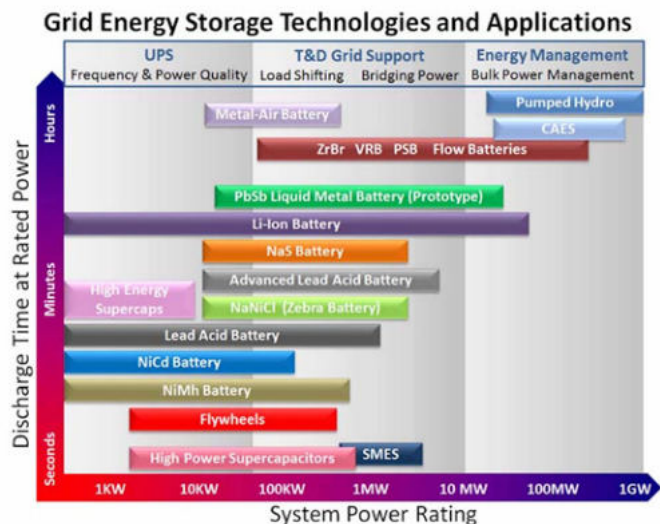 Grid Energy Storage Technologies and Applications
UPS
T&D Grid Support
Energy Management
Frequency & Power Quality
Load Shifting
Bridging Power
Bulk Power Management
Discharge Time at Rated Power
Hours
Minutes
Seconds
Pumped Hydro
Metal-Air Battery
CAES
ZrBr VRB PSB Flow Batteries
PbSb Liquid Metal Battery (Prototype)
Li-Ion Battery
NaS Battery
Advanced Lead Acid Battery
High Energy
Supercaps
NaNiCl (Zebra Battery)
Lead Acid Battery
NiCd Battery
NiMh Battery
Flywheels
High Power Supercapacitors
SMES
1KW
10KW
100KW
1MW
10 MW
100MW
1GW
System Power Rating